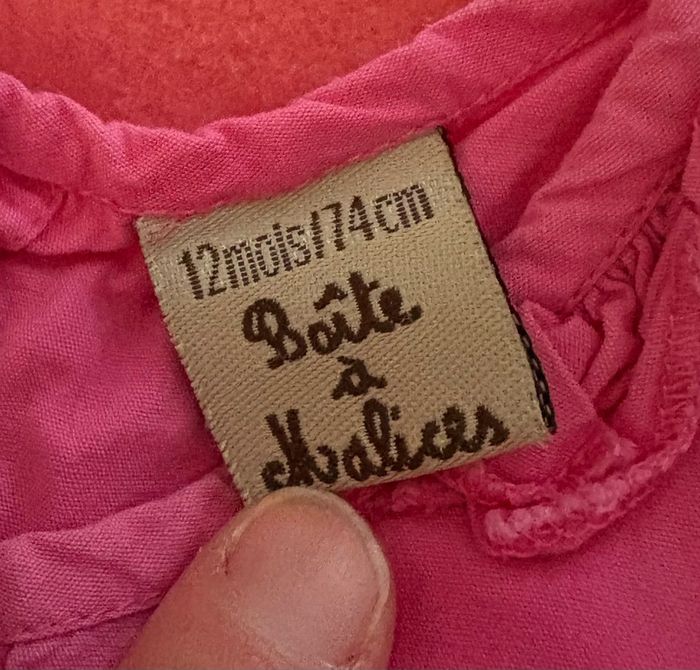 12mois/74cm
Boîte
à
Malices